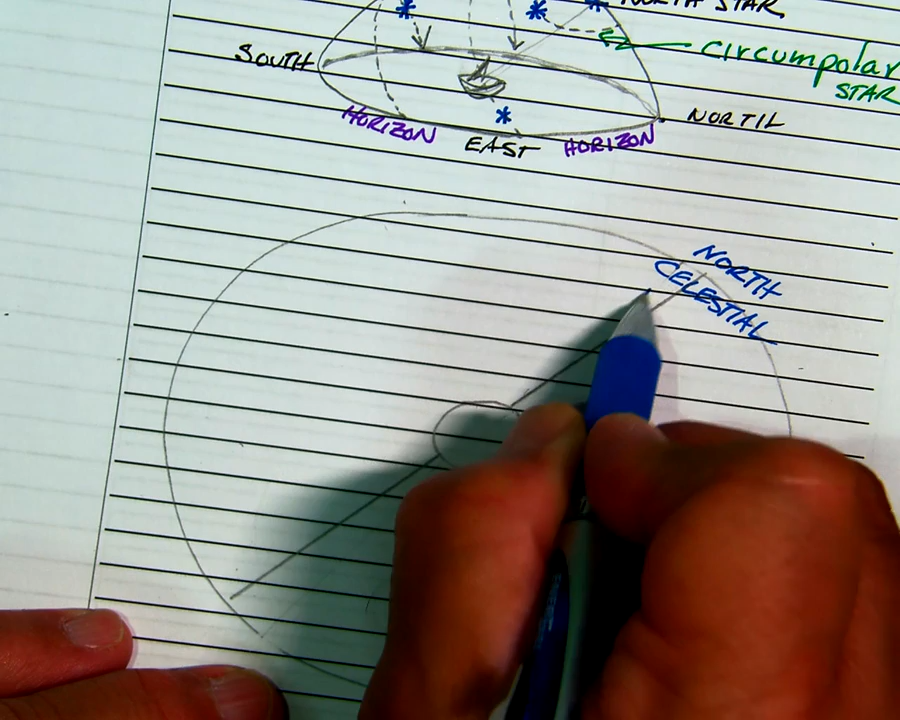 NORTH STAR
Circumpolar
STAR
SOUTH
NORTH
HORIZON
EAST
HORIZON
NORTH
CELESTIAL